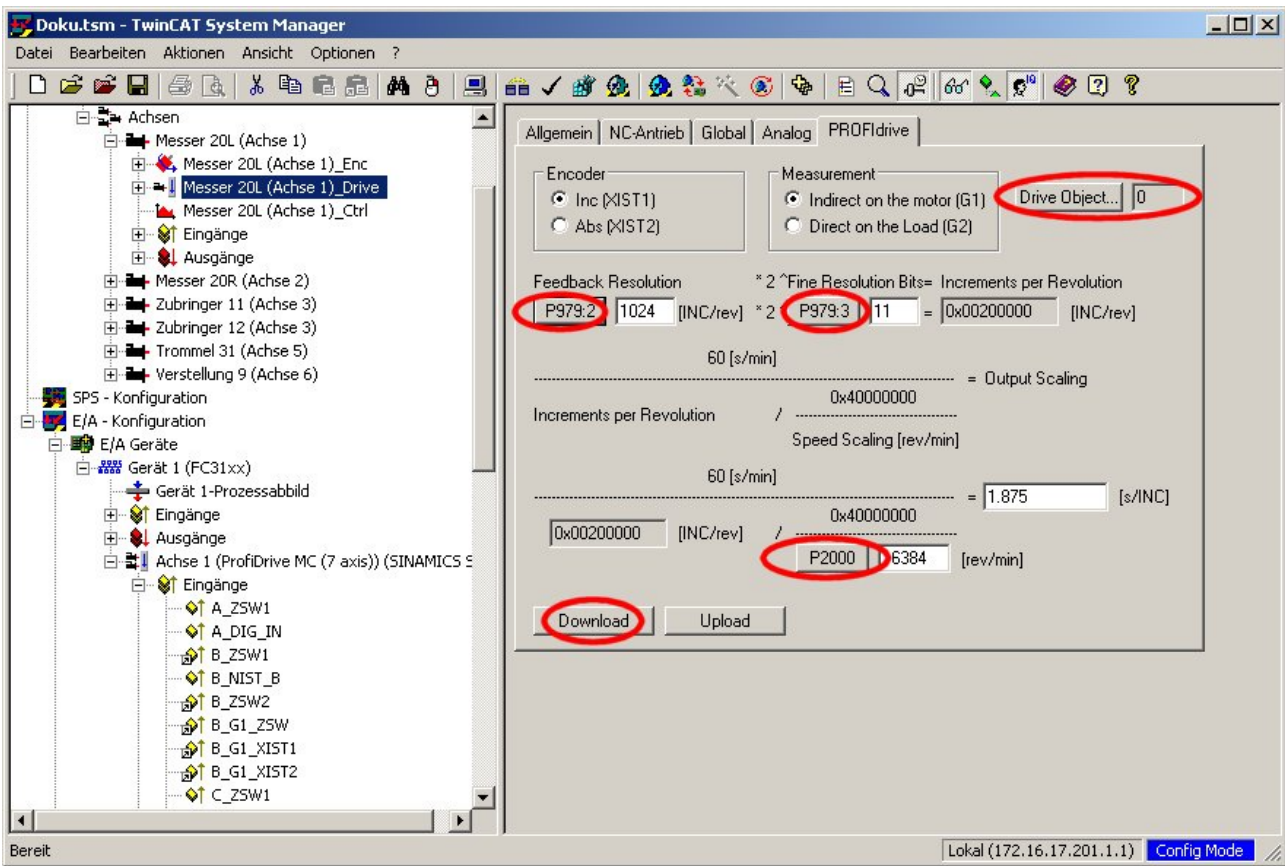 Doku.tsm - TwinCAT System Manager
Datei Bearbeiten Aktionen Ansicht Optionen ?
Achsen
Messer 20L (Achse 1)
Messer 20L (Achse 1)_Enc
Messer 20L (Achse 1)_Drive
Messer 20L (Achse 1)_Ctrl
Eingänge
Ausgänge
Messer 20R (Achse 2)
Zubringer 11 (Achse 3)
Zubringer 12 (Achse 3)
Trommel 31 (Achse 5)
Verstellung 9 (Achse 6)
SPS - Konfiguration
E/A - Konfiguration
E/A Geräte
Gerät 1 (FC31xx)
Gerät 1-Prozessabbild
Eingänge
Ausgänge
Achse 1 (ProfiDrive MC (7 axis)) (SINAMICS S
Eingänge
A_ZSW1
A_DIG_IN
B_ZSW1
B_NIST_B
B_ZSW2
B_G1_ZSW
B_G1_XIST1
B_G1_XIST2
C_ZSW1
Allgemein NC-Antrieb Global Analog PROFIdrive
Encoder
Inc (XIST1)
Abs (XIST2)
Measurement
Indirect on the motor (G1)
Direct on the Load (G2)
Drive Object... 0
Feedback Resolution * 2 ^Fine Resolution Bits= Increments per Revolution
P979:2 1024 [INC/rev] * 2 P979:3 11 = 0x00200000 [INC/rev]
60 [s/min]
= Output Scaling
0x40000000
Increments per Revolution /
Speed Scaling [rev/min]
60 [s/min]
= 1.875 [s/INC]
0x40000000
0x00200000 [INC/rev] /
P2000 6384 [rev/min]
Download Upload
Bereit Lokal (172.16.17.201.1.1) Config Mode